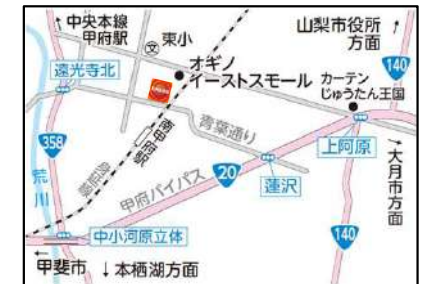 ↑中央本線
甲府駅
文 東小
山梨市役所
方面
140
遠光寺北
オギノ
イーストスモール
カーテン
じゅうたん王国
358
南甲府駅
青葉通り
上阿原
身延線
荒川
20
甲府バイパス
蓮沢
大月市方面
中小河原立体
140
←
甲斐市
↓本栖湖方面